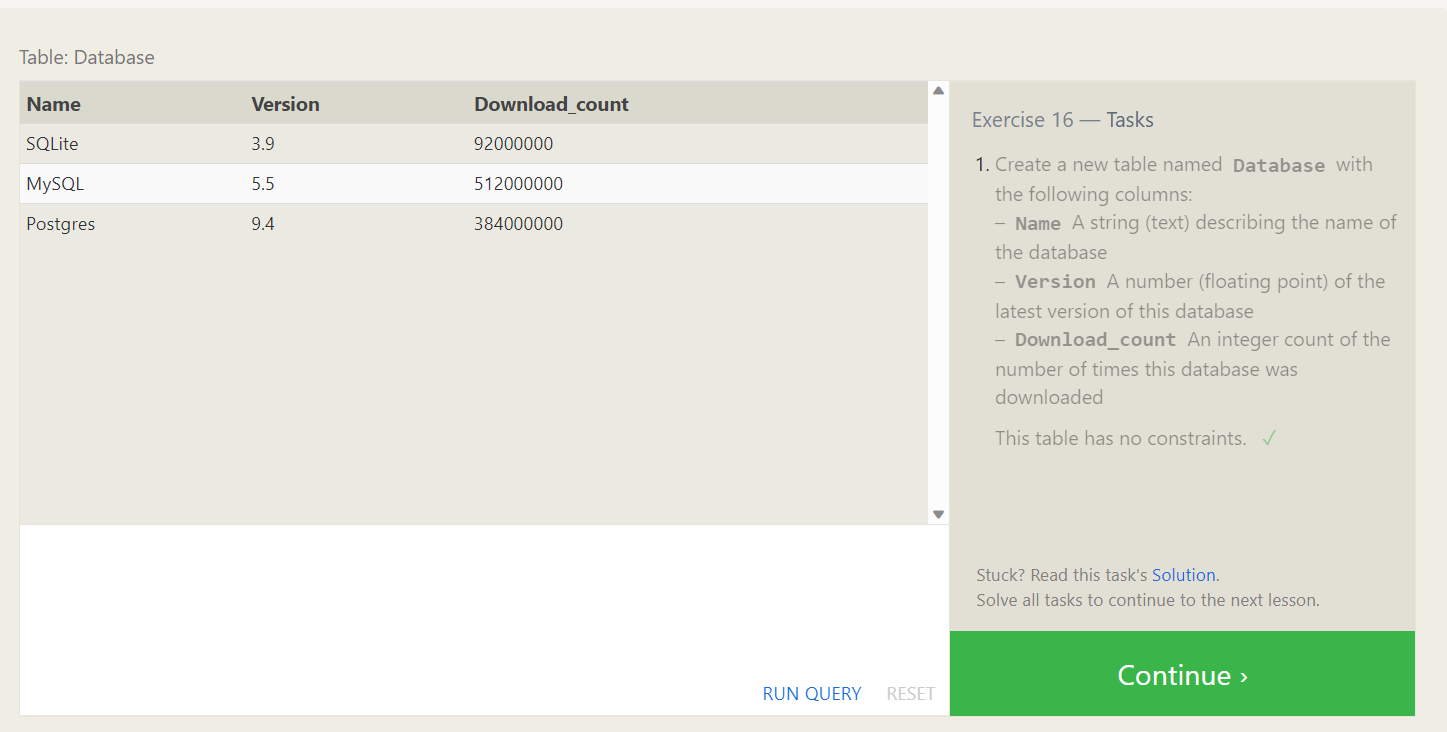 Table: Database
Name Version Download_count
SQLite 3.9 92000000
MySQL 5.5 512000000
Postgres 9.4 384000000
RUN QUERY RESET
Exercise 16 — Tasks
1. Create a new table named Database with
the following columns:
– Name A string (text) describing the name of
the database
– Version A number (floating point) of the
latest version of this database
– Download_count An integer count of the
number of times this database was
downloaded
This table has no constraints. ✓
Stuck? Read this task's Solution.
Solve all tasks to continue to the next lesson.
Continue ›